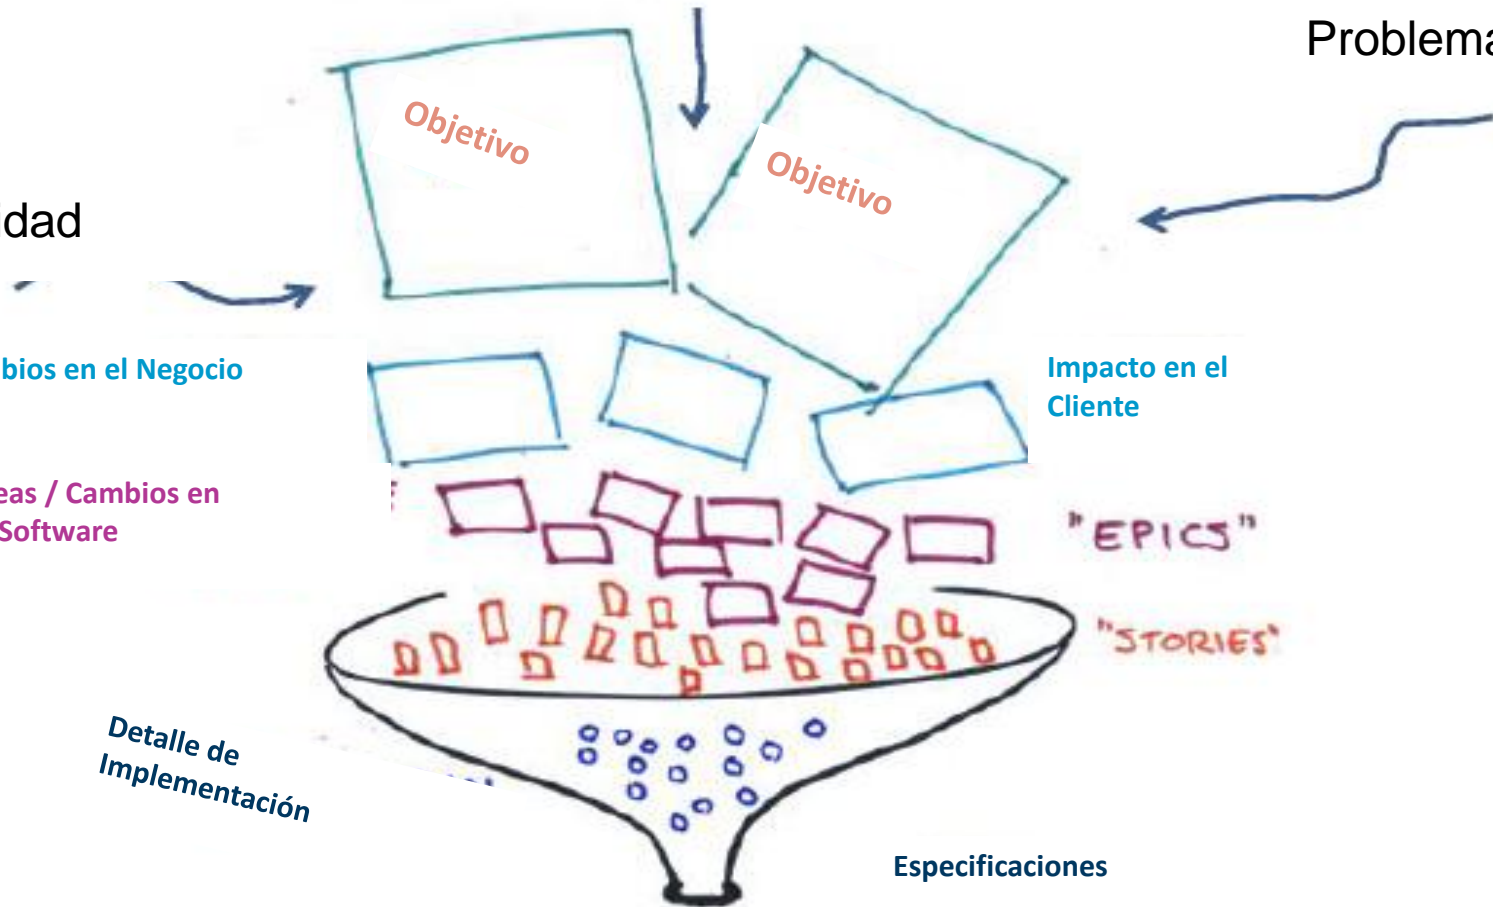 Problema
Objetivo
Objetivo
idad
bios en el Negocio
Impacto en el
Cliente
eas / Cambios en
Software
"EPICS"
"STORIES"
Detalle de
Implementación
Especificaciones